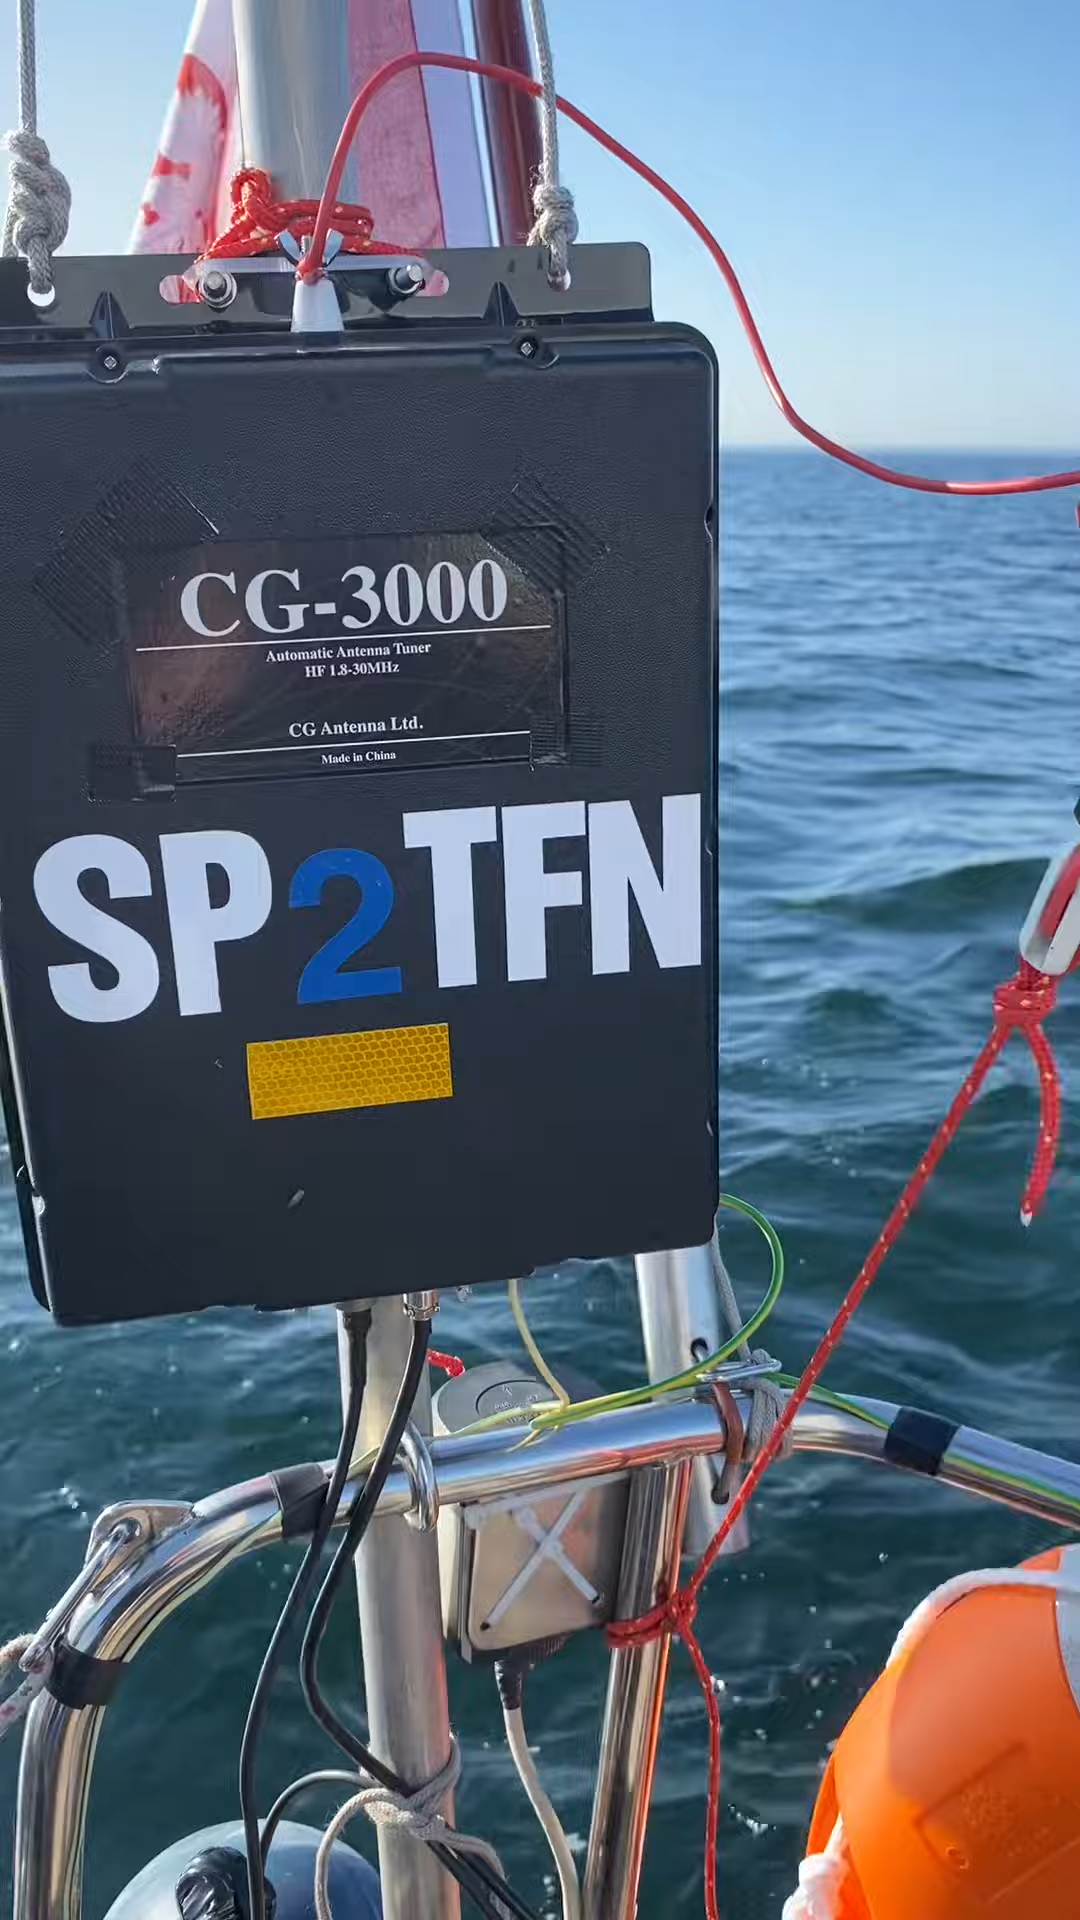 CG-3000
Automatic Antenna Tuner
HF 1.8-30MHz
CG Antenna Ltd.
Made in China
SP2TFN